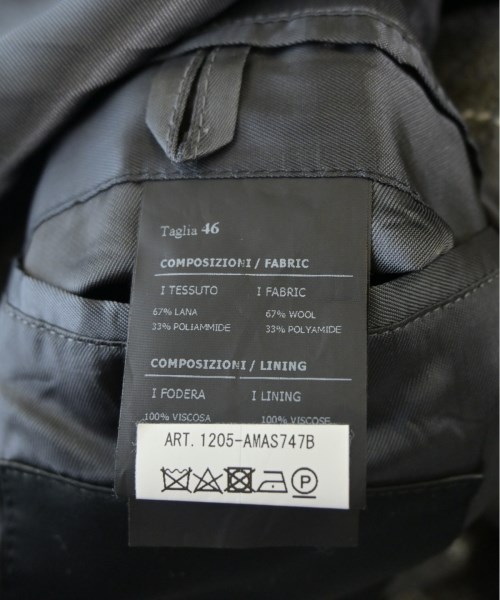 Taglia 46
COMPOSIZIONI / FABRIC
I TESSUTO I FABRIC
67% LANA 67% WOOL
33% POLIAMMIDE 33% POLYAMIDE
COMPOSIZIONI / LINING
I FODERA I LINING
100% VISCOSA 100% VISCOSE
ART. 1205-AMAS747B
P